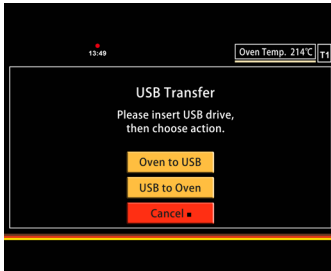 13:49
Oven Temp. 214℃ T1
USB Transfer
Please insert USB drive,
then choose action.
Oven to USB
USB to Oven
Cancel